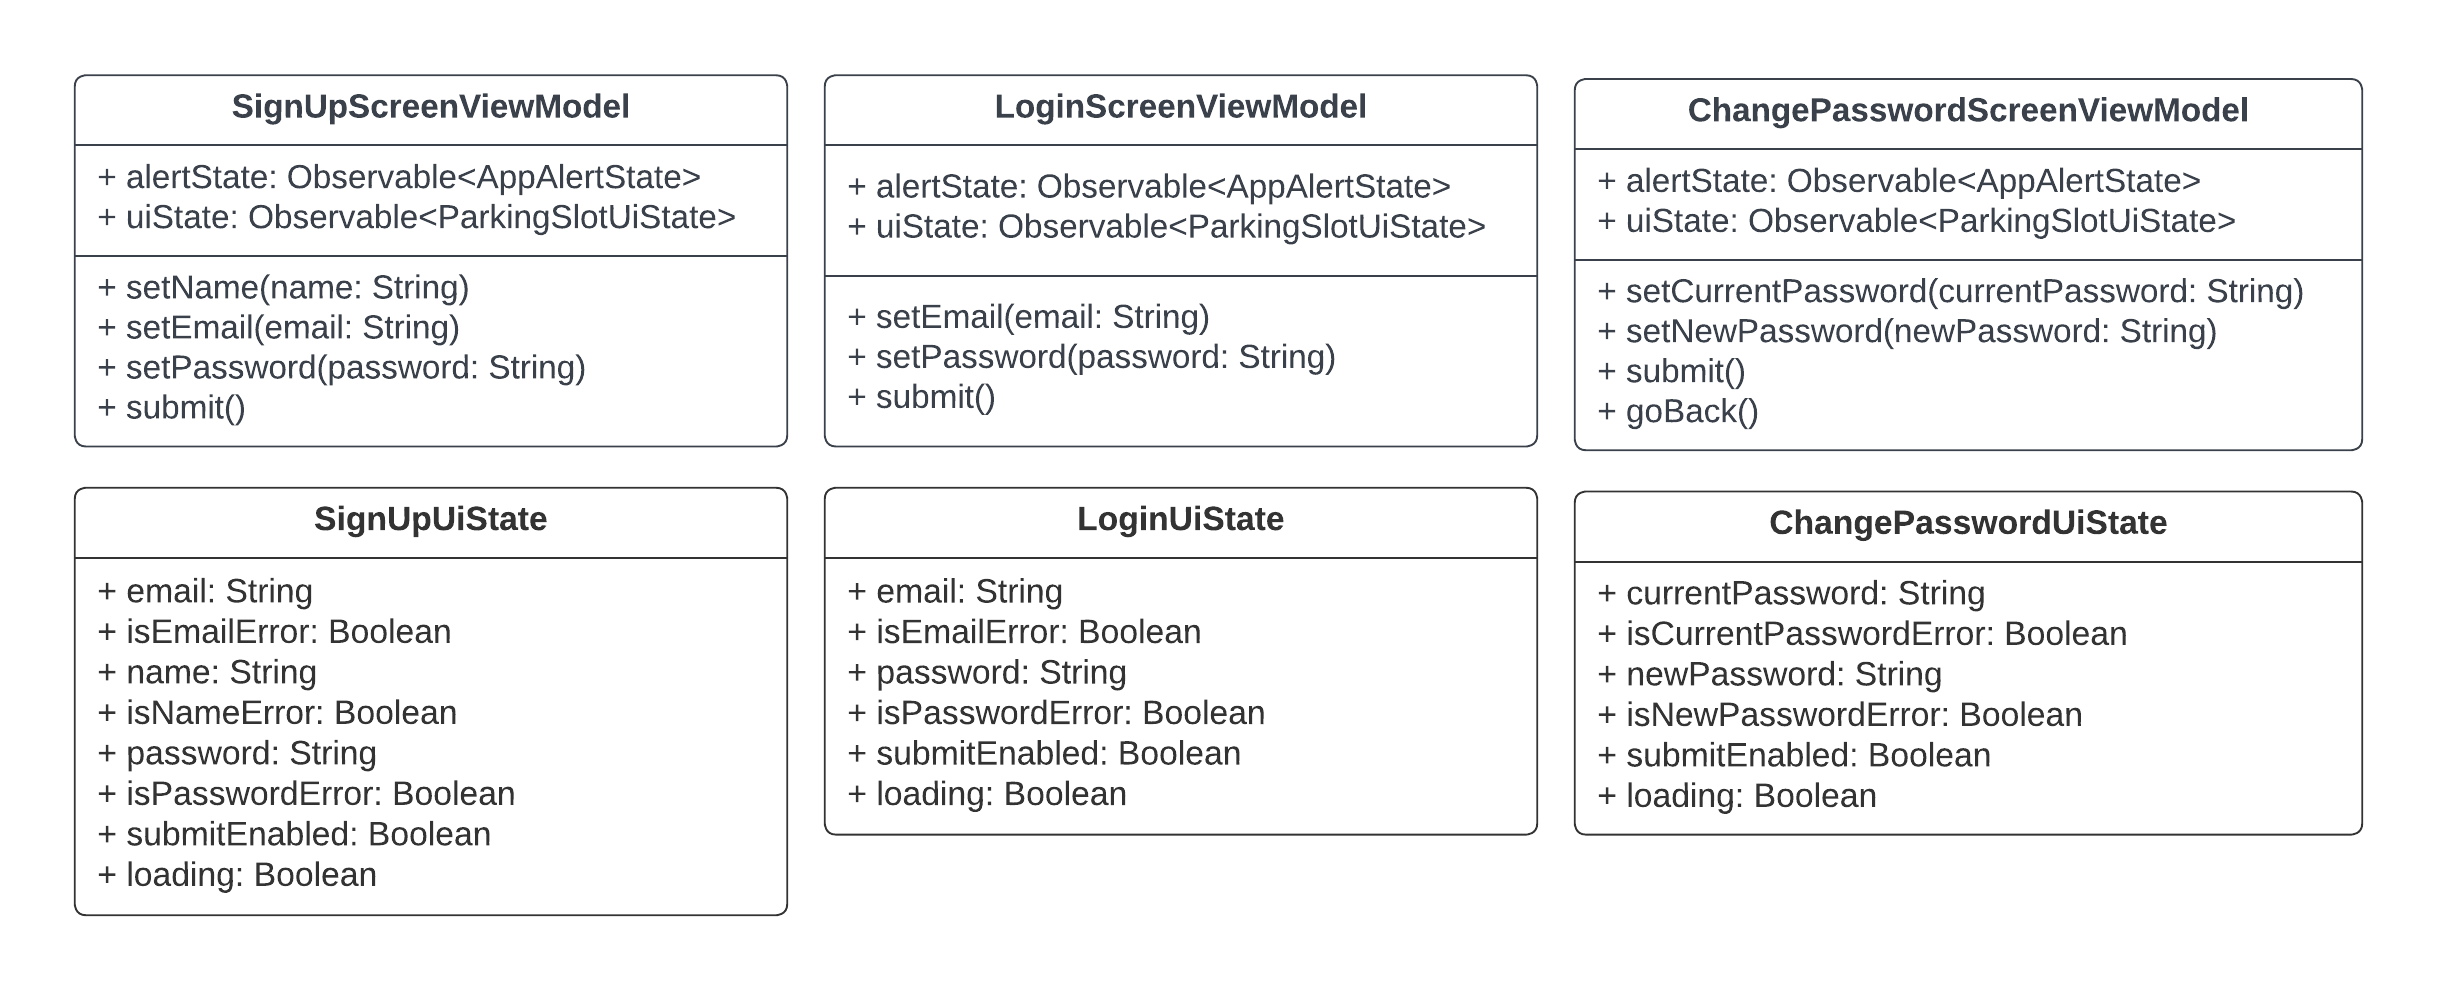 SignUpScreenViewModel
+ alertState: Observable<AppAlertState>
+ uiState: Observable<ParkingSlotUiState>
+ setName(name: String)
+ setEmail(email: String)
+ setPassword(password: String)
+ submit()
LoginScreenViewModel
+ alertState: Observable<AppAlertState>
+ uiState: Observable<ParkingSlotUiState>
+ setEmail(email: String)
+ setPassword(password: String)
+ submit()
ChangePasswordScreenViewModel
+ alertState: Observable<AppAlertState>
+ uiState: Observable<ParkingSlotUiState>
+ setCurrentPassword(currentPassword: String)
+ setNewPassword(newPassword: String)
+ submit()
+ goBack()
SignUpUiState
+ email: String
+ isEmailError: Boolean
+ name: String
+ isNameError: Boolean
+ password: String
+ isPasswordError: Boolean
+ submitEnabled: Boolean
+ loading: Boolean
LoginUiState
+ email: String
+ isEmailError: Boolean
+ password: String
+ isPasswordError: Boolean
+ submitEnabled: Boolean
+ loading: Boolean
ChangePasswordUiState
+ currentPassword: String
+ isCurrentPasswordError: Boolean
+ newPassword: String
+ isNewPasswordError: Boolean
+ submitEnabled: Boolean
+ loading: Boolean